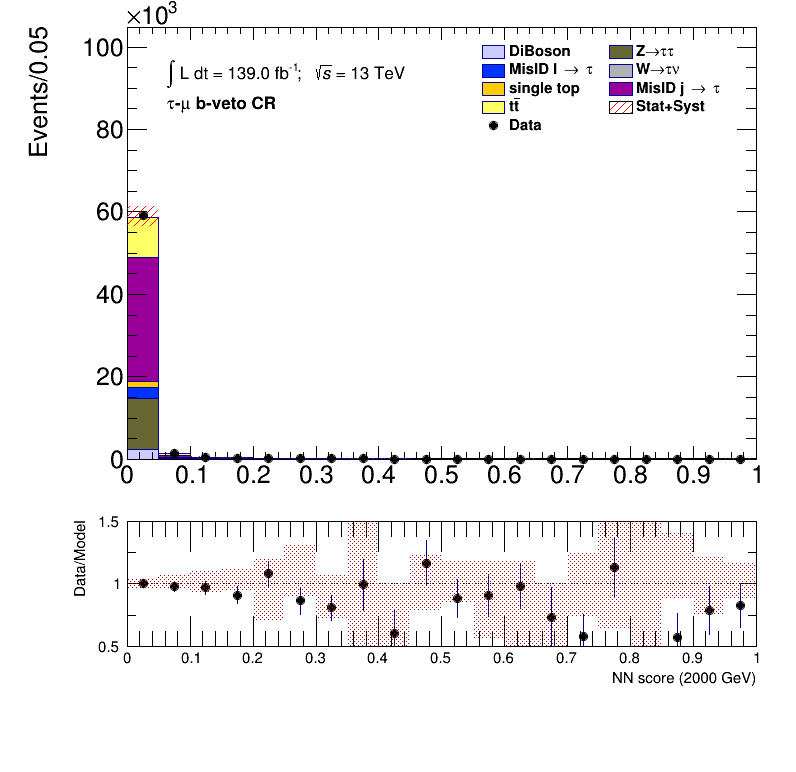 ×10³
Events/0.05
100
80
60
40
20
0
∫ L dt = 139.0 fb⁻¹; √s = 13 TeV
τ-μ b-veto CR
DiBoson
MisID l → τ
single top
tt̄
Data
Z→ττ
W→τν
MisID j → τ
Stat+Syst
0 0.1 0.2 0.3 0.4 0.5 0.6 0.7 0.8 0.9 1
Data/Model
1.5
1
0.5
0 0.1 0.2 0.3 0.4 0.5 0.6 0.7 0.8 0.9 1
NN score (2000 GeV)